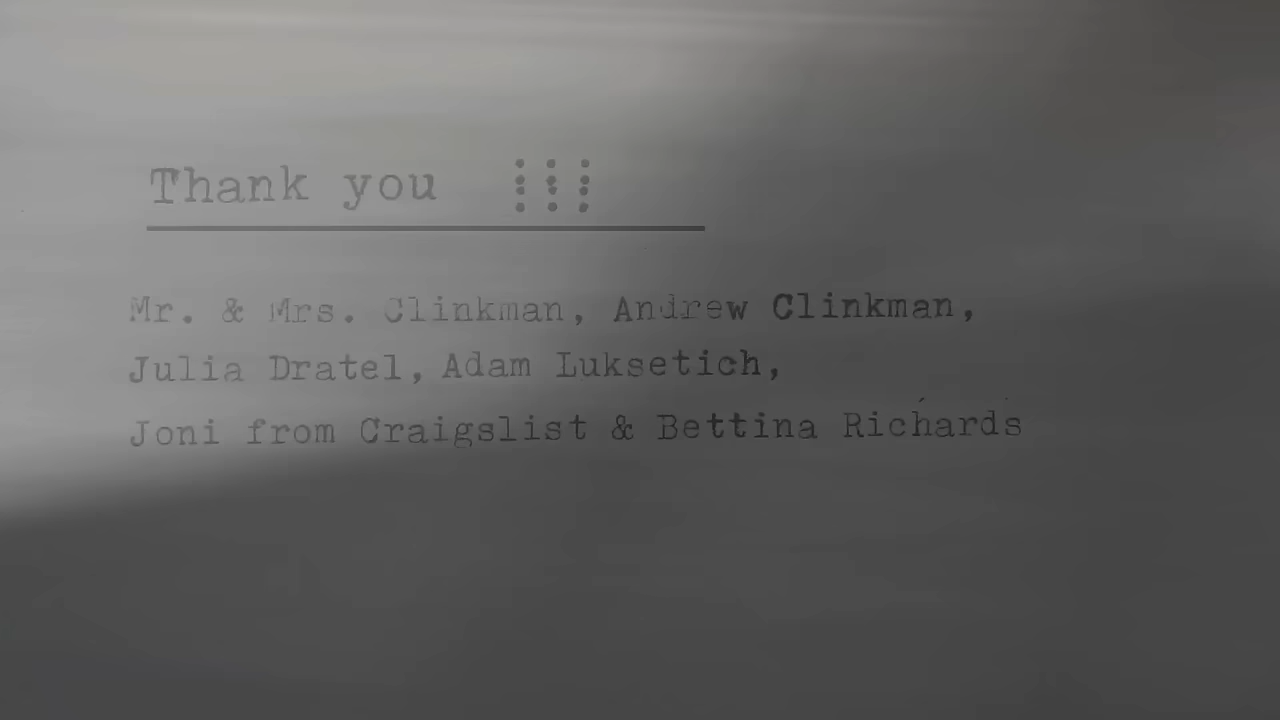 Thank you
Mr. & Mrs. Clinkman, Andrew Clinkman,
Julia Dratel, Adam Luksetich,
Joni from Craigslist & Bettina Richards